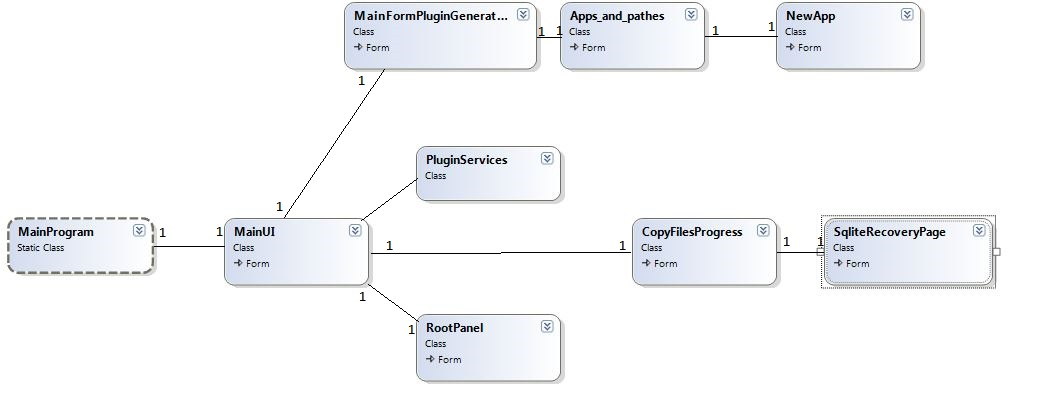 MainFormPluginGenerat...
Class
Form
1
1
Apps_and_pathes
Class
Form
1
1
NewApp
Class
Form
1
1
PluginServices
Class
MainProgram
Static Class
1
1
MainUI
Class
Form
1
1
CopyFilesProgress
Class
Form
1
1
SqliteRecoveryPage
Class
Form
1
1
RootPanel
Class
Form